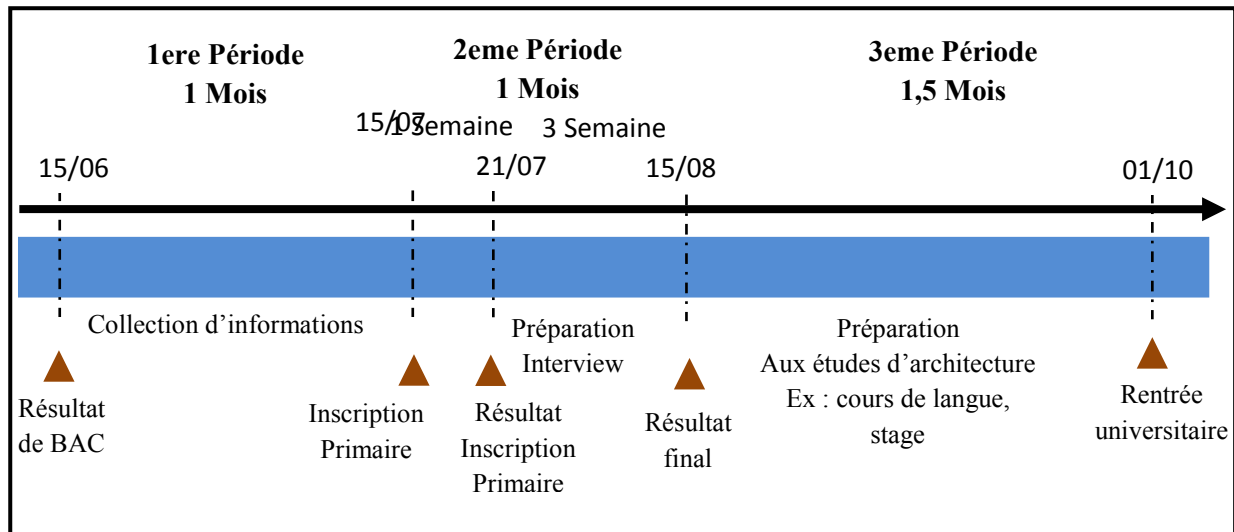 1ere Période
1 Mois
2eme Période
1 Mois
3eme Période
1,5 Mois
15/07
1 Semaine
3 Semaine
15/06
21/07
15/08
01/10
Collection d'informations
Préparation
Interview
Préparation
Aux études d'architecture
Ex : cours de langue,
stage
Résultat
de BAC
Inscription
Primaire
Résultat
Inscription
Primaire
Résultat
final
Rentrée
universitaire